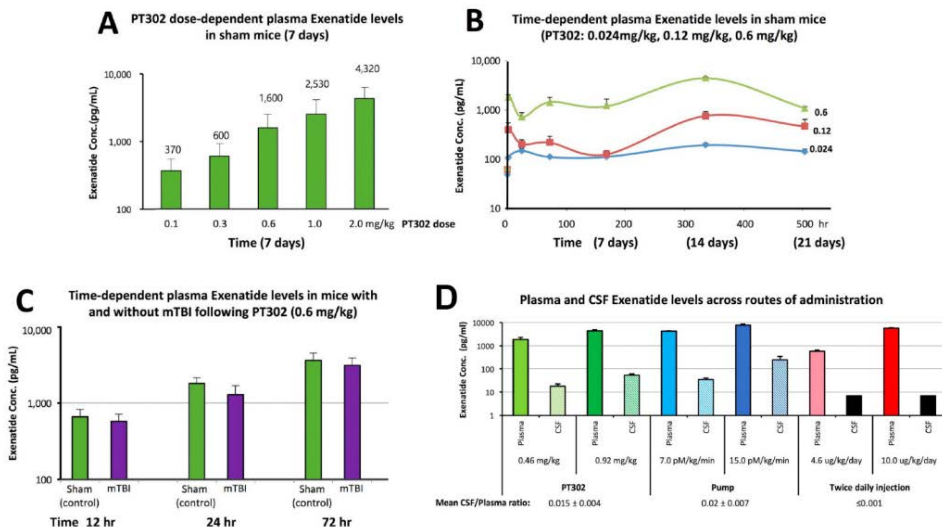 A
PT302 dose-dependent plasma Exenatide levels
in sham mice (7 days)
Exenatide Conc. (pg/mL)
10,000
1,000
100
370
600
1,600
2,530
4,320
0.1
0.3
0.6
1.0
2.0 mg/kg
PT302 dose
Time (7 days)
B
Time-dependent plasma Exenatide levels in sham mice
(PT302: 0.024mg/kg, 0.12 mg/kg, 0.6 mg/kg)
Exenatide Conc. (pg/mL)
10,000
1,000
100
10
0.6
0.12
0.024
0
100
200
300
400
500 hr
Time
(7 days)
(14 days)
(21 days)
C
Time-dependent plasma Exenatide levels in mice with
and without mTBI following PT302 (0.6 mg/kg)
Exenatide Conc. (pg/mL)
10,000
1,000
100
Sham
(control)
mTBI
Sham
(control)
mTBI
Sham
(control)
mTBI
Time 12 hr
24 hr
72 hr
D
Plasma and CSF Exenatide levels across routes of administration
Exenatide Conc. (pg/ml)
10000
1000
100
10
1
Plasma
CSF
Plasma
CSF
Plasma
CSF
Plasma
CSF
Plasma
CSF
Plasma
CSF
0.46 mg/kg
0.92 mg/kg
7.0 pM/kg/min
15.0 pM/kg/min
4.6 ug/kg/day
10.0 ug/kg/day
PT302
Pump
Twice daily injection
Mean CSF/Plasma ratio:
0.015 ± 0.004
0.02 ± 0.007
≤0.001